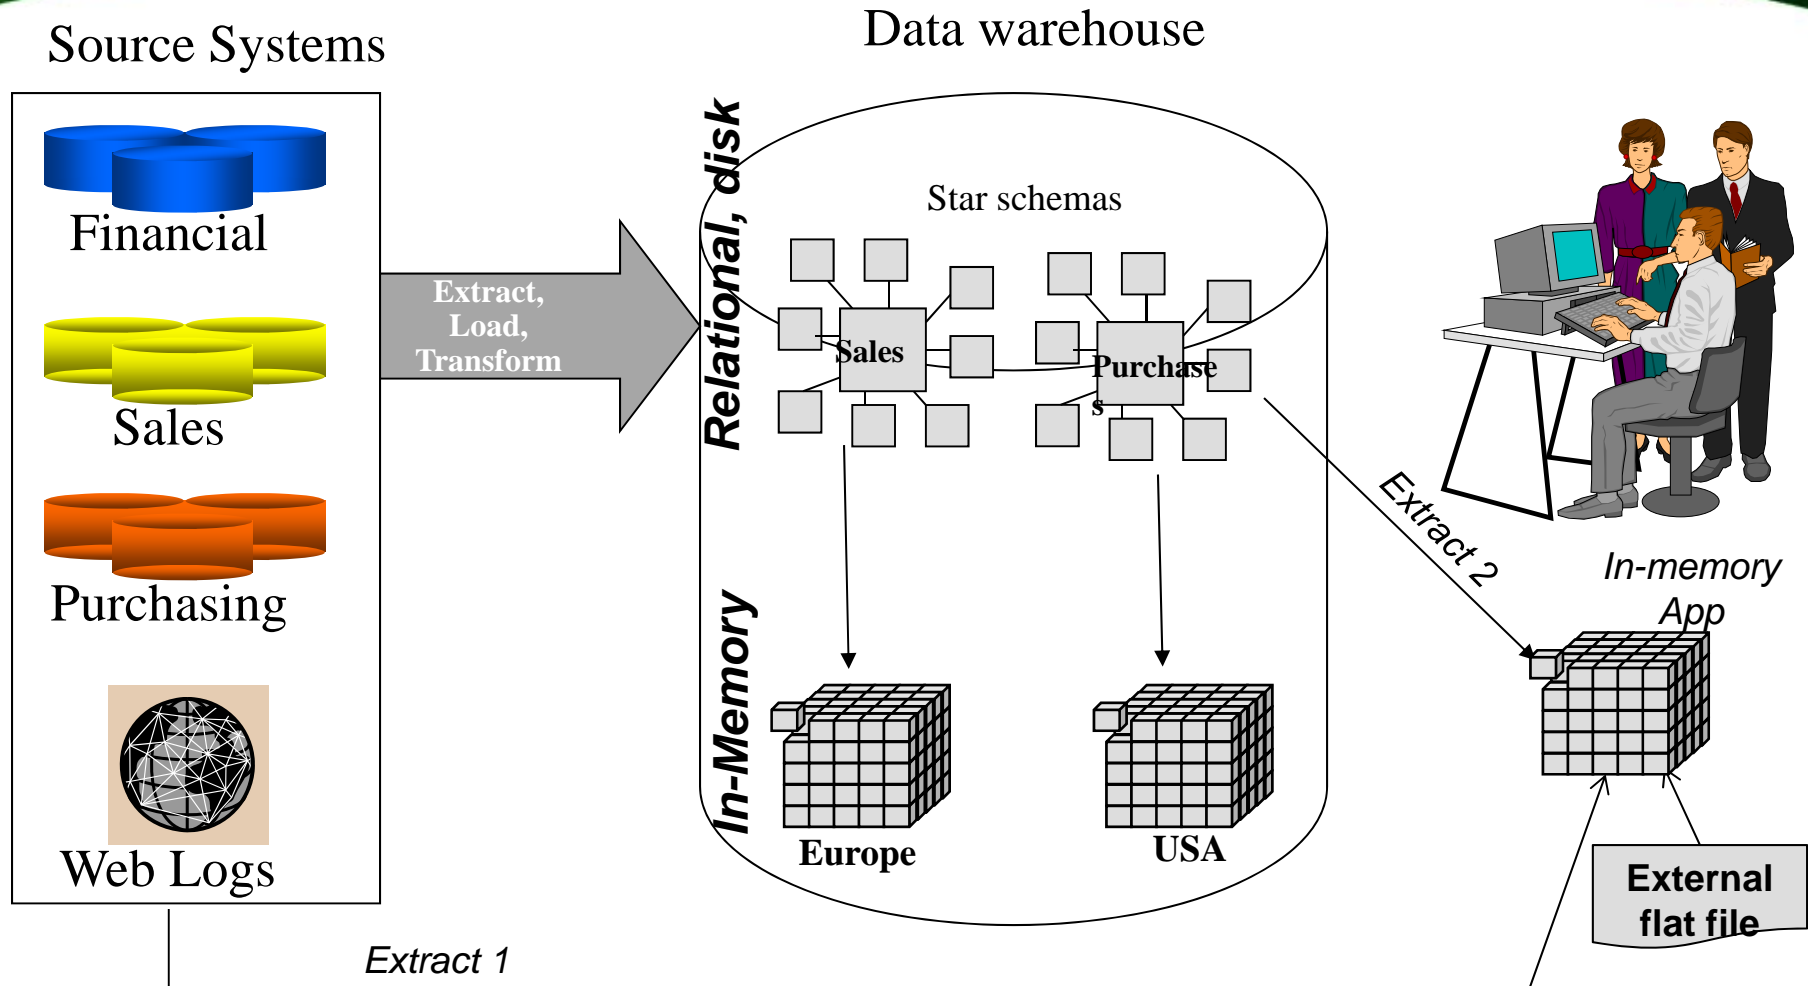 Source Systems
Data warehouse
Financial
Sales
Purchasing
Web Logs
Extract,
Load,
Transform
Relational, disk
Star schemas
Sales
Purchase
s
In-Memory
Europe
USA
Extract 2
In-memory
App
External
flat file
Extract 1